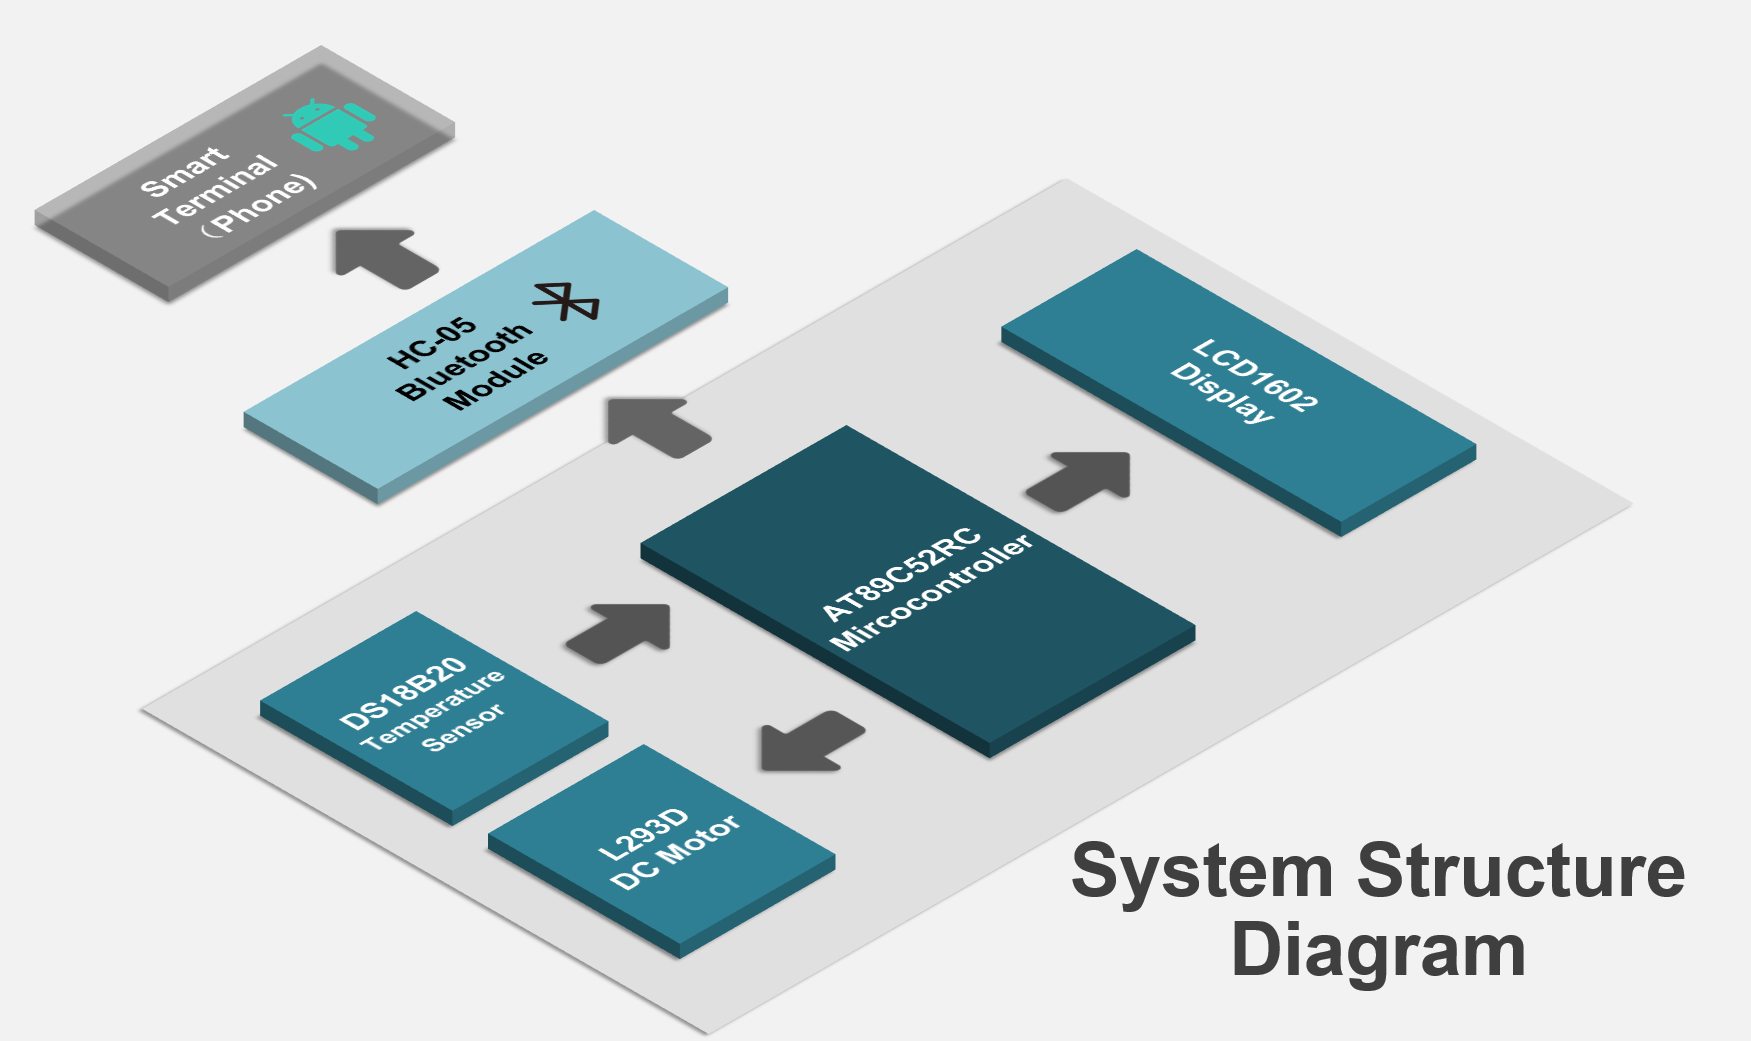 Smart
Terminal
(Phone)
HC-05
Bluetooth
Module
LCD1602
Display
AT89C52RC
Mircocontroller
DS18B20
Temperature
Sensor
L293D
DC Motor
System Structure
Diagram